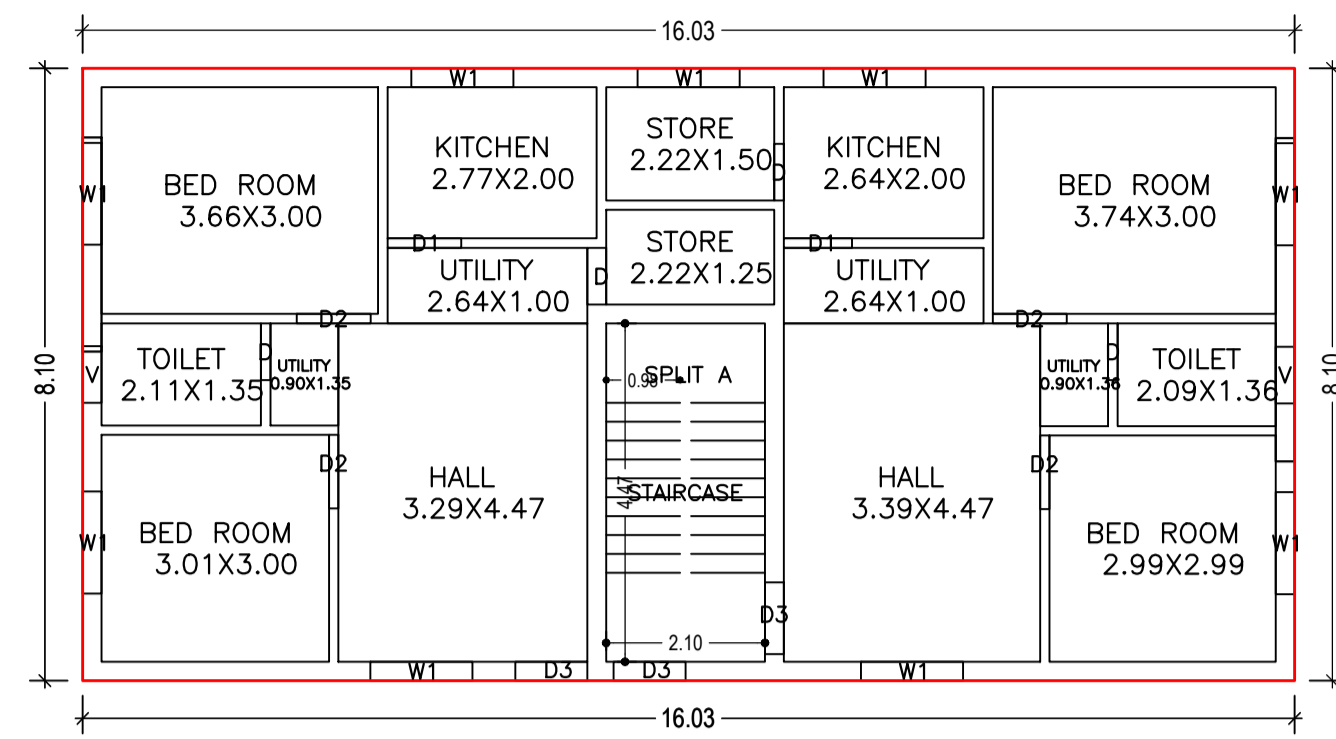 16.03
W1
W1
W1
8.10
8.10
BED ROOM
3.66X3.00
W1
KITCHEN
2.77X2.00
STORE
2.22X1.50
D
KITCHEN
2.64X2.00
BED ROOM
3.74X3.00
W1
D1
UTILITY
2.64X1.00
D
STORE
2.22X1.25
D1
UTILITY
2.64X1.00
D2
D2
V
TOILET
2.11X1.35
D
UTILITY
0.90X1.35
SPLIT A
0.98
UTILITY
0.90X1.36
D
TOILET
2.09X1.36
V
D2
HALL
3.29X4.47
4.47
STAIRCASE
HALL
3.39X4.47
D2
W1
BED ROOM
3.01X3.00
BED ROOM
2.99X2.99
W1
D3
2.10
W1
D3
D3
W1
16.03